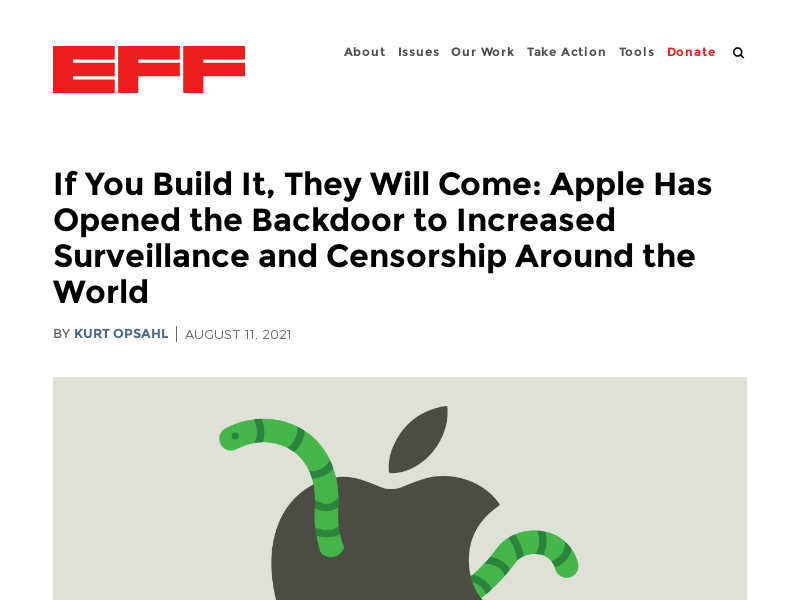 EFF
About Issues Our Work Take Action Tools Donate
If You Build It, They Will Come: Apple Has
Opened the Backdoor to Increased
Surveillance and Censorship Around the
World
BY KURT OPSAHL | AUGUST 11, 2021